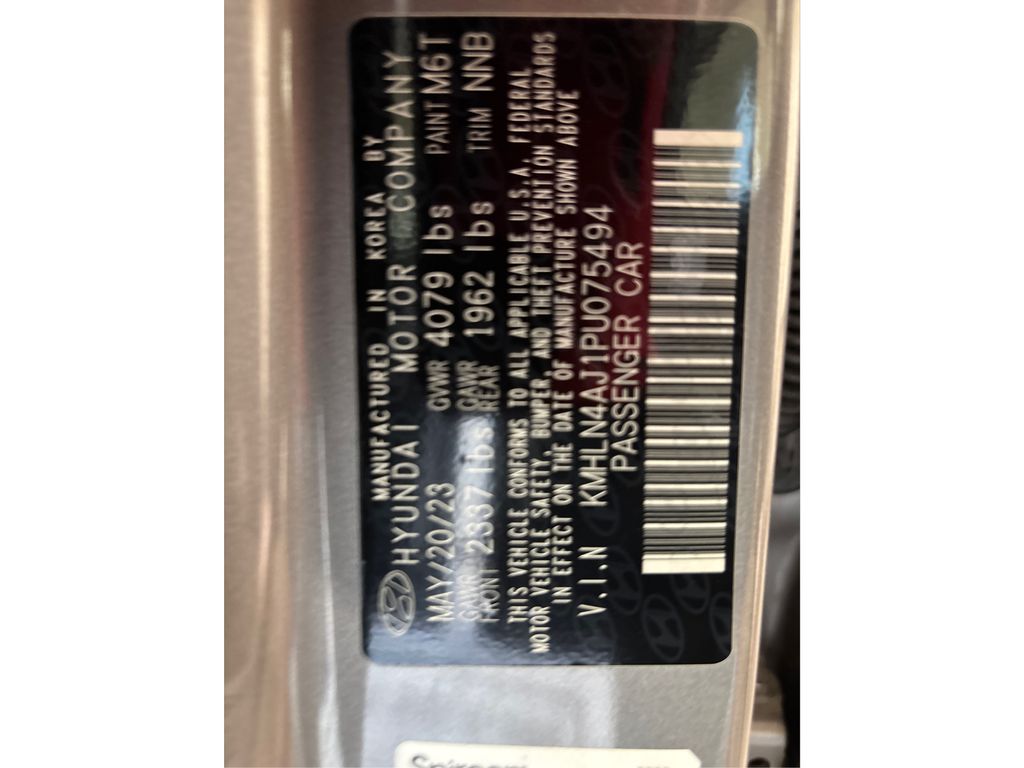 MANUFACTURED IN KOREA BY
HYUNDAI MOTOR COMPANY
MAY/20/23 GVWR 4079 lbs PAINT M6T
GAWR FRONT 2337 lbs GAWR REAR 1962 lbs TRIM NNB
THIS VEHICLE CONFORMS TO ALL APPLICABLE U.S.A. FEDERAL
MOTOR VEHICLE SAFETY, BUMPER, AND THEFT PREVENTION STANDARDS
IN EFFECT ON THE DATE OF MANUFACTURE SHOWN ABOVE
V.I.N KMHLN4AJ1PU075494
PASSENGER CAR